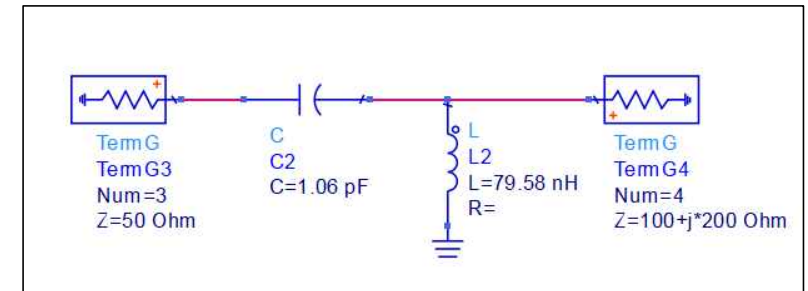 TermG
TermG3
Num=3
Z=50 Ohm
C
C2
C=1.06 pF
L
L2
L=79.58 nH
R=
TermG
TermG4
Num=4
Z=100+j*200 Ohm